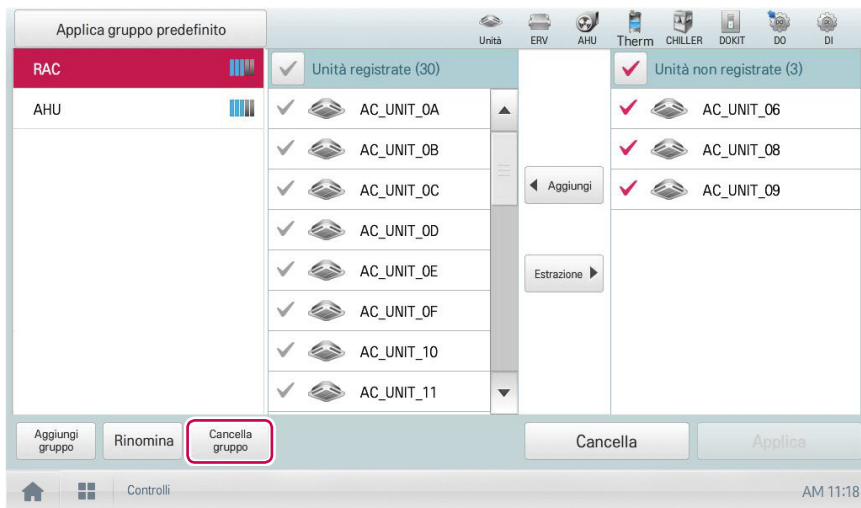 Applica gruppo predefinito
Unità
ERV
AHU
Therm
CHILLER
DOKIT
DO
DI
RAC
AHU
Unità registrate (30)
AC_UNIT_0A
AC_UNIT_0B
AC_UNIT_0C
AC_UNIT_0D
AC_UNIT_0E
AC_UNIT_0F
AC_UNIT_10
AC_UNIT_11
Aggiungi
Estrazione
Unità non registrate (3)
AC_UNIT_06
AC_UNIT_08
AC_UNIT_09
Aggiungi
gruppo
Rinomina
Cancella
gruppo
Cancella
Applica
Controlli
AM 11:18